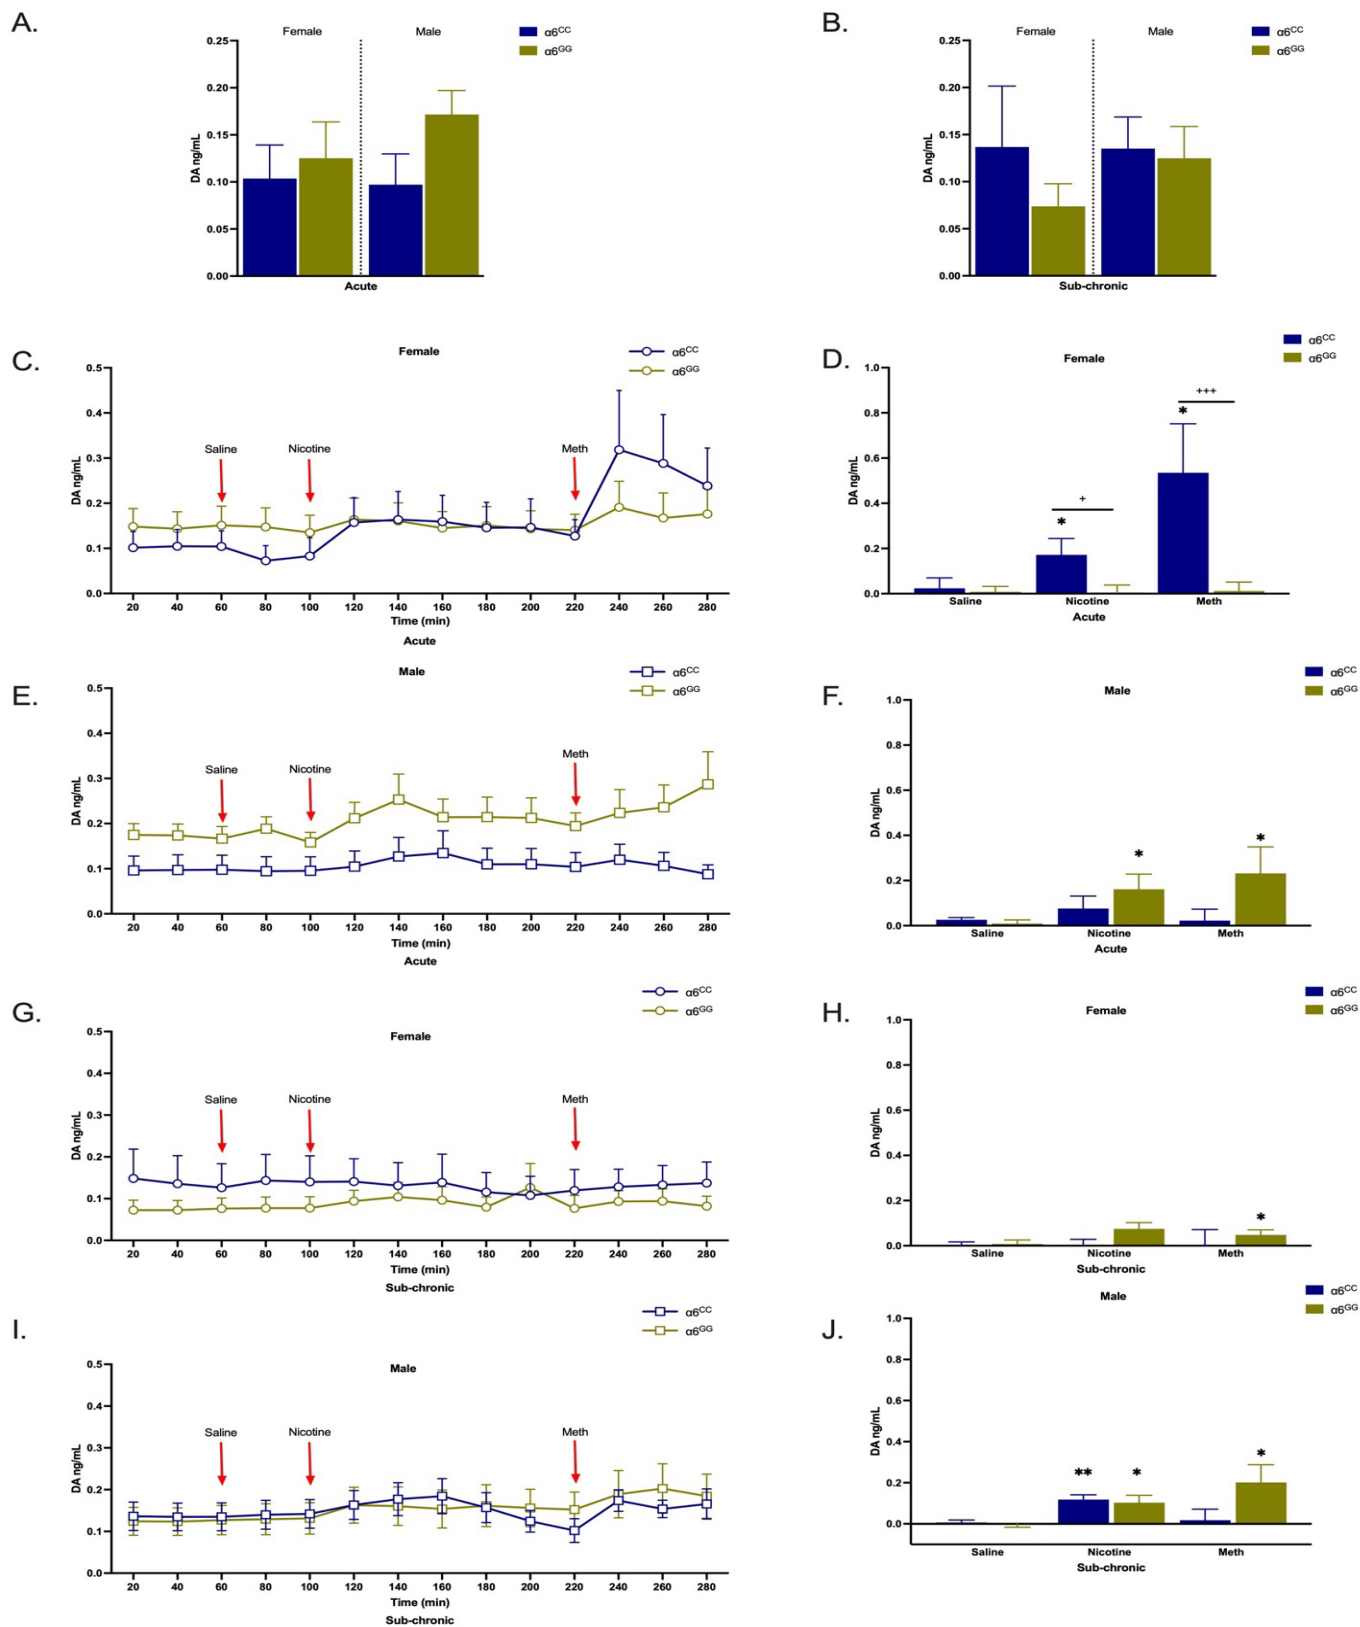 A.
Female Male
α6CC
α6GG
DA ng/mL
0.25
0.20
0.15
0.10
0.05
0.00
Acute
B.
Female Male
α6CC
α6GG
DA ng/mL
0.25
0.20
0.15
0.10
0.05
0.00
Sub-chronic
C.
Female
α6CC
α6GG
DA ng/mL
0.5
0.4
0.3
0.2
0.1
0.0
Saline Nicotine Meth
20 40 60 80 100 120 140 160 180 200 220 240 260 280
Time (min)
Acute
D.
Female
α6CC
α6GG
DA ng/mL
1.0
0.8
0.6
0.4
0.2
0.0
* +
* +++
Saline Nicotine Meth
Acute
E.
Male
α6CC
α6GG
DA ng/mL
0.5
0.4
0.3
0.2
0.1
0.0
Saline Nicotine Meth
20 40 60 80 100 120 140 160 180 200 220 240 260 280
Time (min)
Acute
F.
Male
α6CC
α6GG
DA ng/mL
1.0
0.8
0.6
0.4
0.2
0.0
* *
Saline Nicotine Meth
Acute
G.
Female
α6CC
α6GG
DA ng/mL
0.5
0.4
0.3
0.2
0.1
0.0
Saline Nicotine Meth
20 40 60 80 100 120 140 160 180 200 220 240 260 280
Time (min)
Sub-chronic
H.
Female
α6CC
α6GG
DA ng/mL
1.0
0.8
0.6
0.4
0.2
0.0
*
Saline Nicotine Meth
Sub-chronic
I.
Male
α6CC
α6GG
DA ng/mL
0.5
0.4
0.3
0.2
0.1
0.0
Saline Nicotine Meth
20 40 60 80 100 120 140 160 180 200 220 240 260 280
Time (min)
Sub-chronic
J.
Male
α6CC
α6GG
DA ng/mL
1.0
0.8
0.6
0.4
0.2
0.0
** * *
Saline Nicotine Meth
Sub-chronic